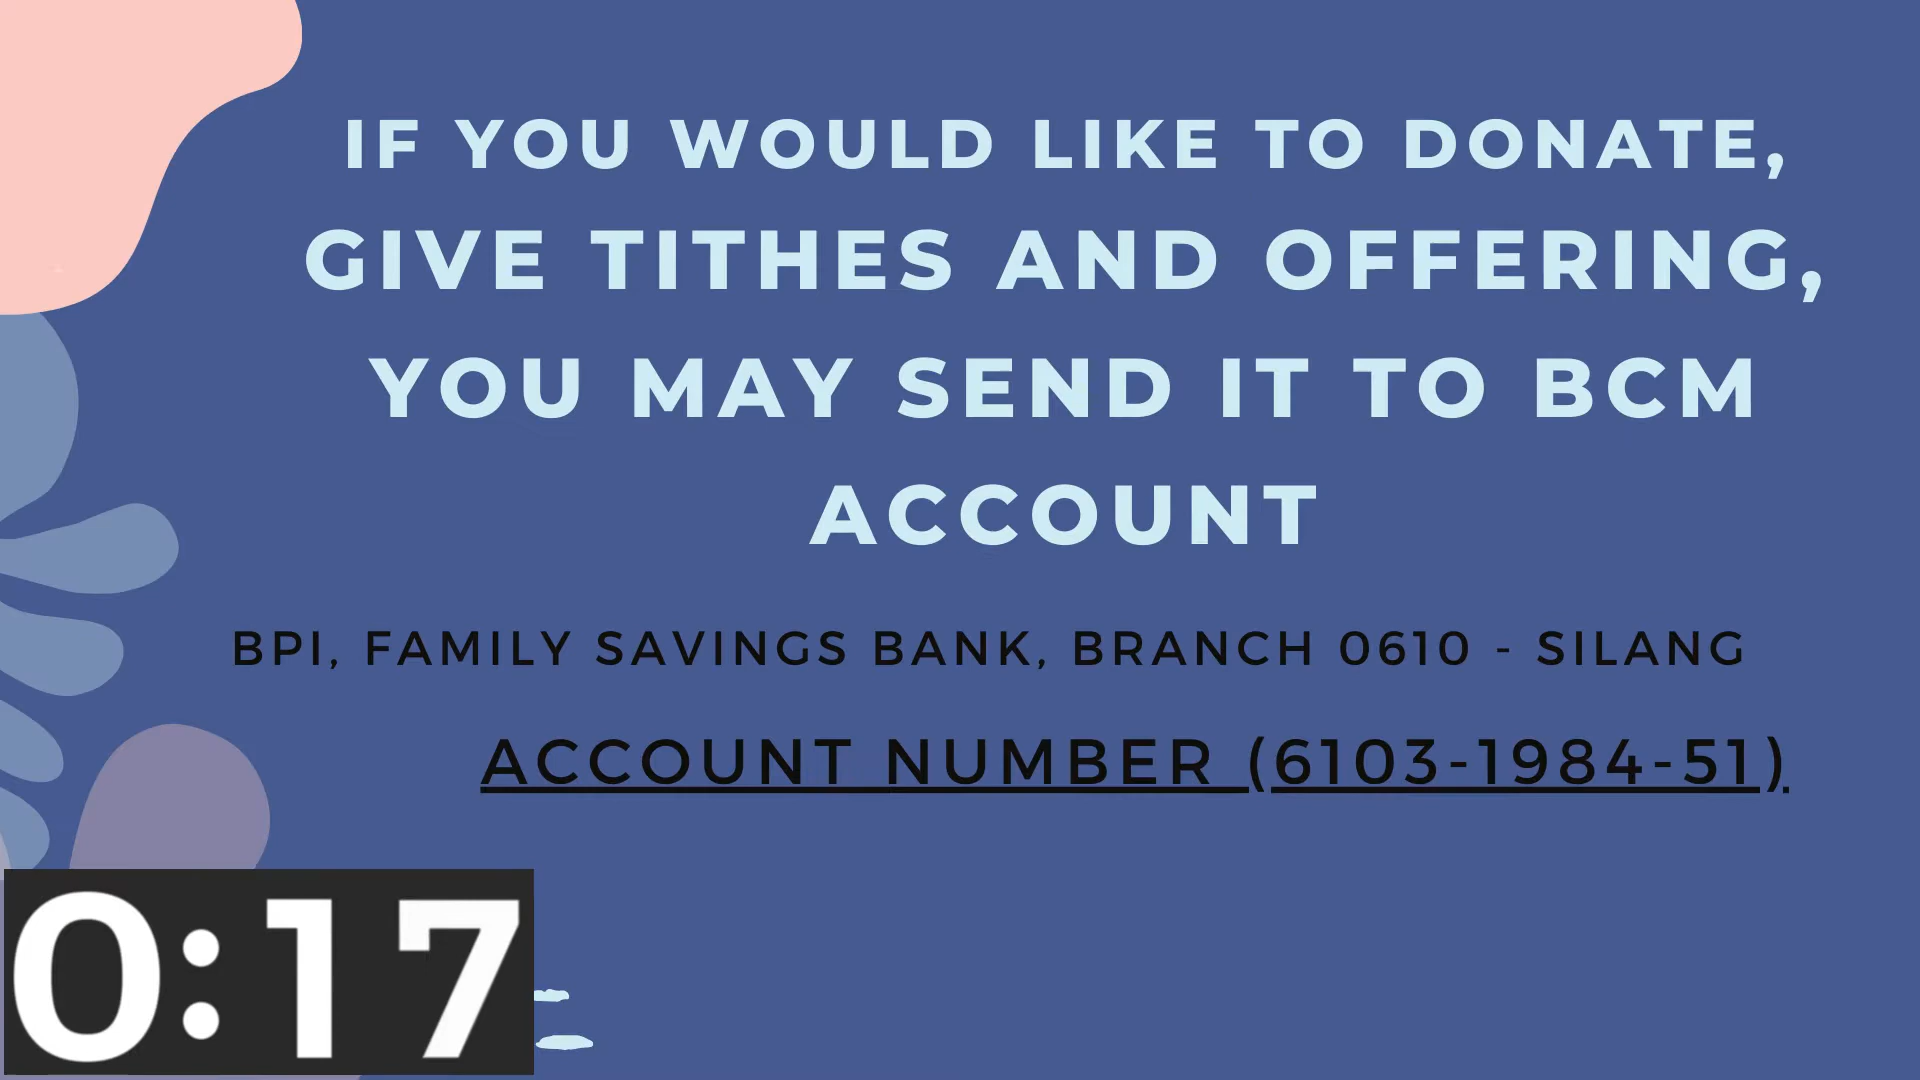 IF YOU WOULD LIKE TO DONATE,
GIVE TITHES AND OFFERING,
YOU MAY SEND IT TO BCM
ACCOUNT
BPI, FAMILY SAVINGS BANK, BRANCH 0610 - SILANG
ACCOUNT NUMBER (6103-1984-51)
0:17